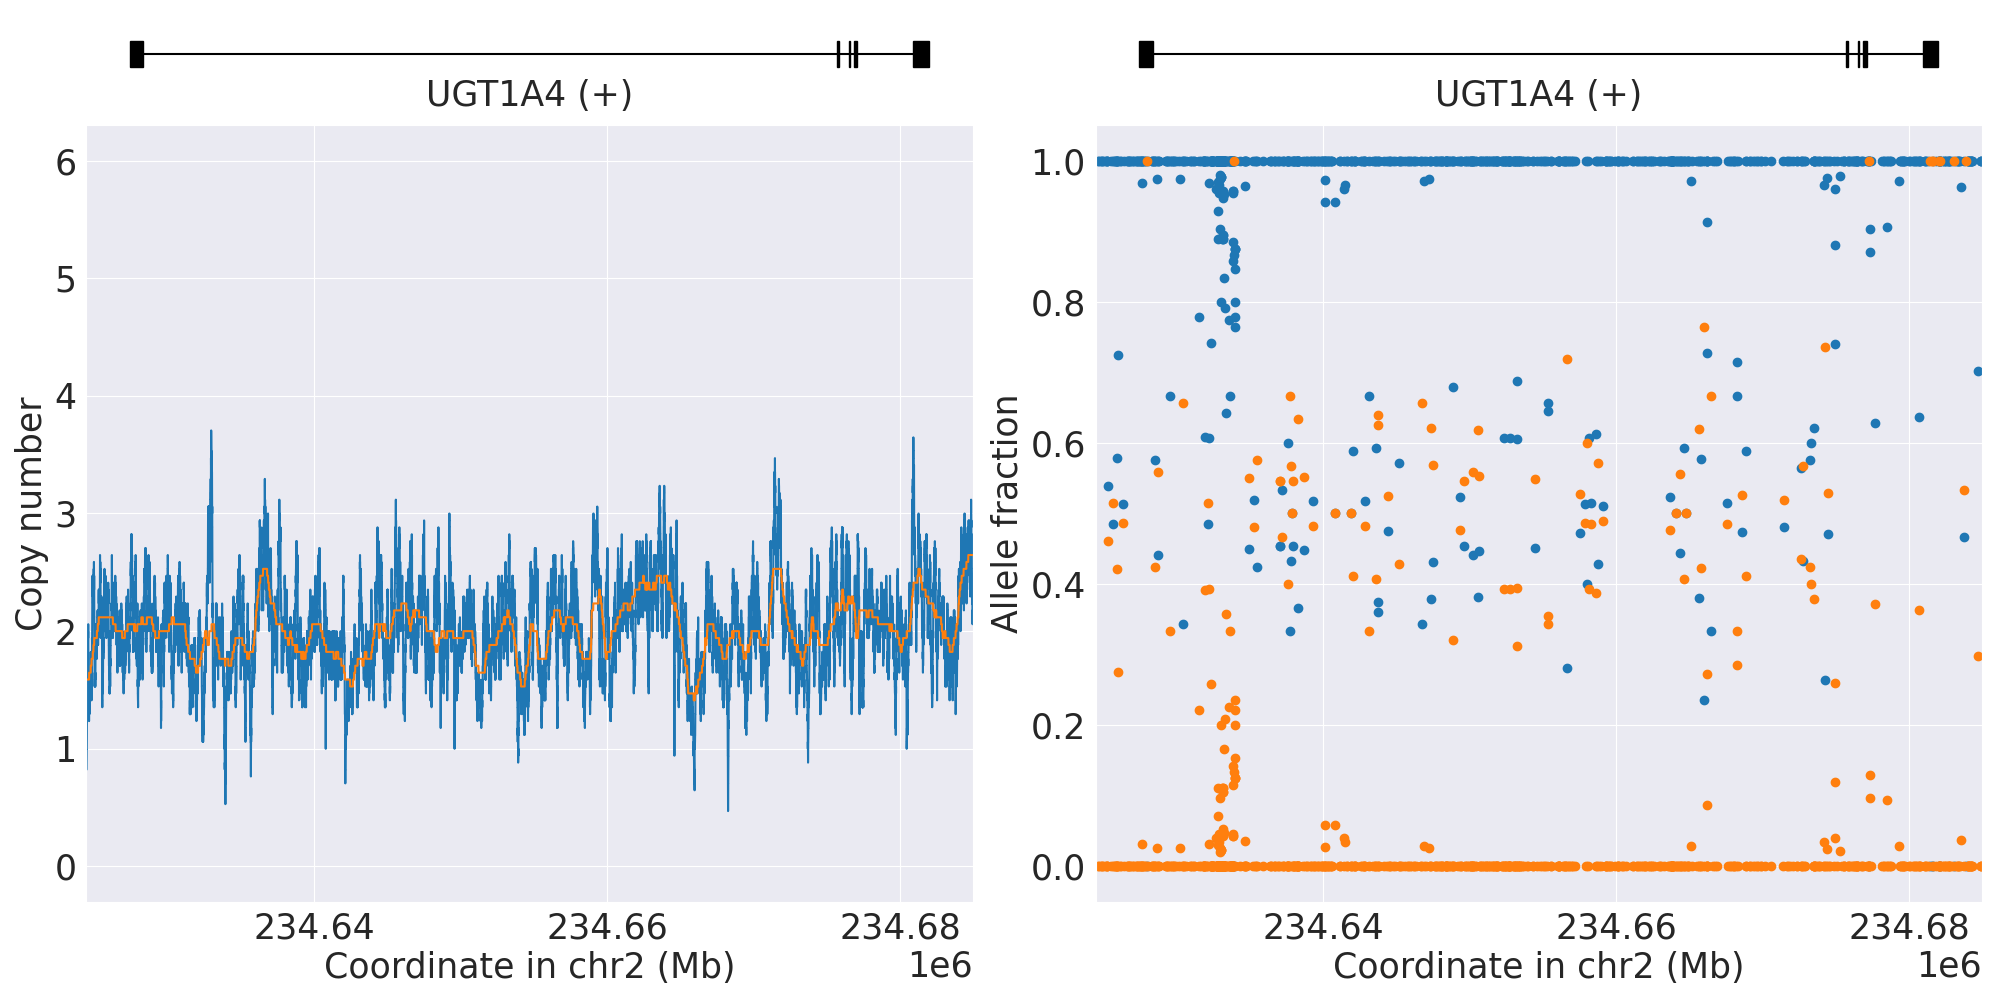 UGT1A4 (+)
6
5
4
3
2
1
0
Copy number
234.64
234.66
234.68
Coordinate in chr2 (Mb)
1e6
UGT1A4 (+)
1.0
0.8
0.6
0.4
0.2
0.0
Allele fraction
234.64
234.66
234.68
Coordinate in chr2 (Mb)
1e6